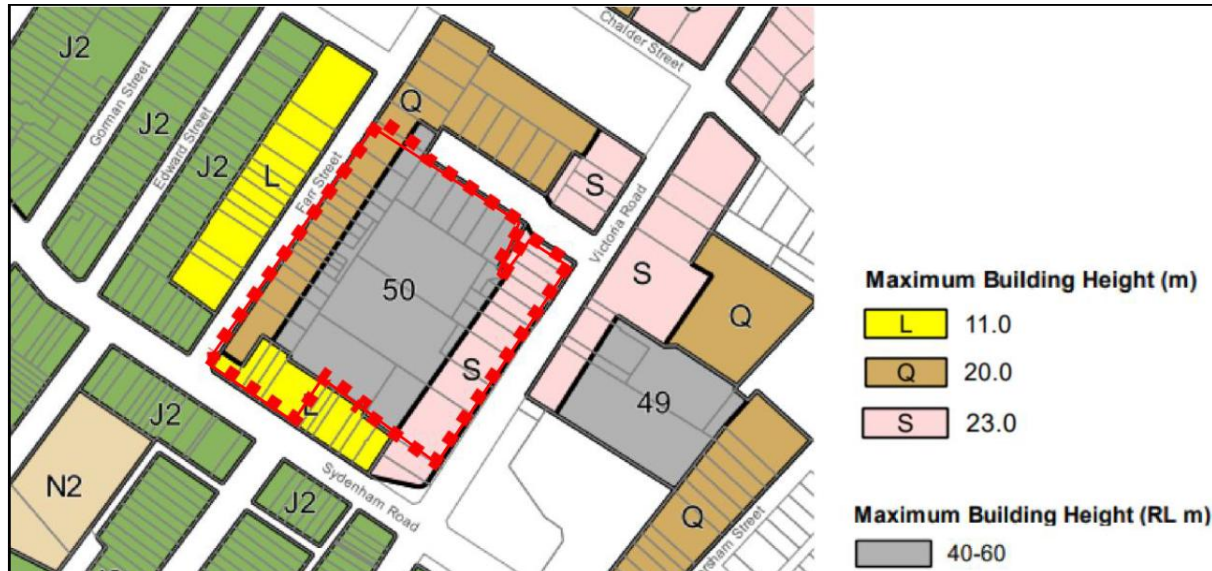 Chalder Street
J2
Gorman Street
J2
Edward Street
J2
L
Q
Farr Street
S
Victoria Road
50
S
Q
S
49
L
J2
Sydenham Road
N2
J2
Q
Maximum Building Height (m)
L 11.0
Q 20.0
S 23.0
Maximum Building Height (RL m)
40-60